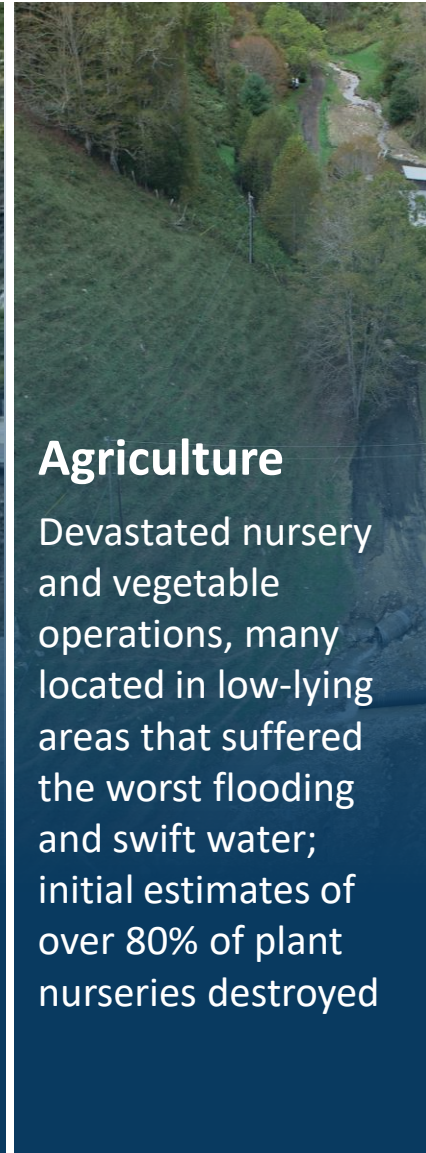 Agriculture
Devastated nursery
and vegetable
operations, many
located in low-lying
areas that suffered
the worst flooding
and swift water;
initial estimates of
over 80% of plant
nurseries destroyed